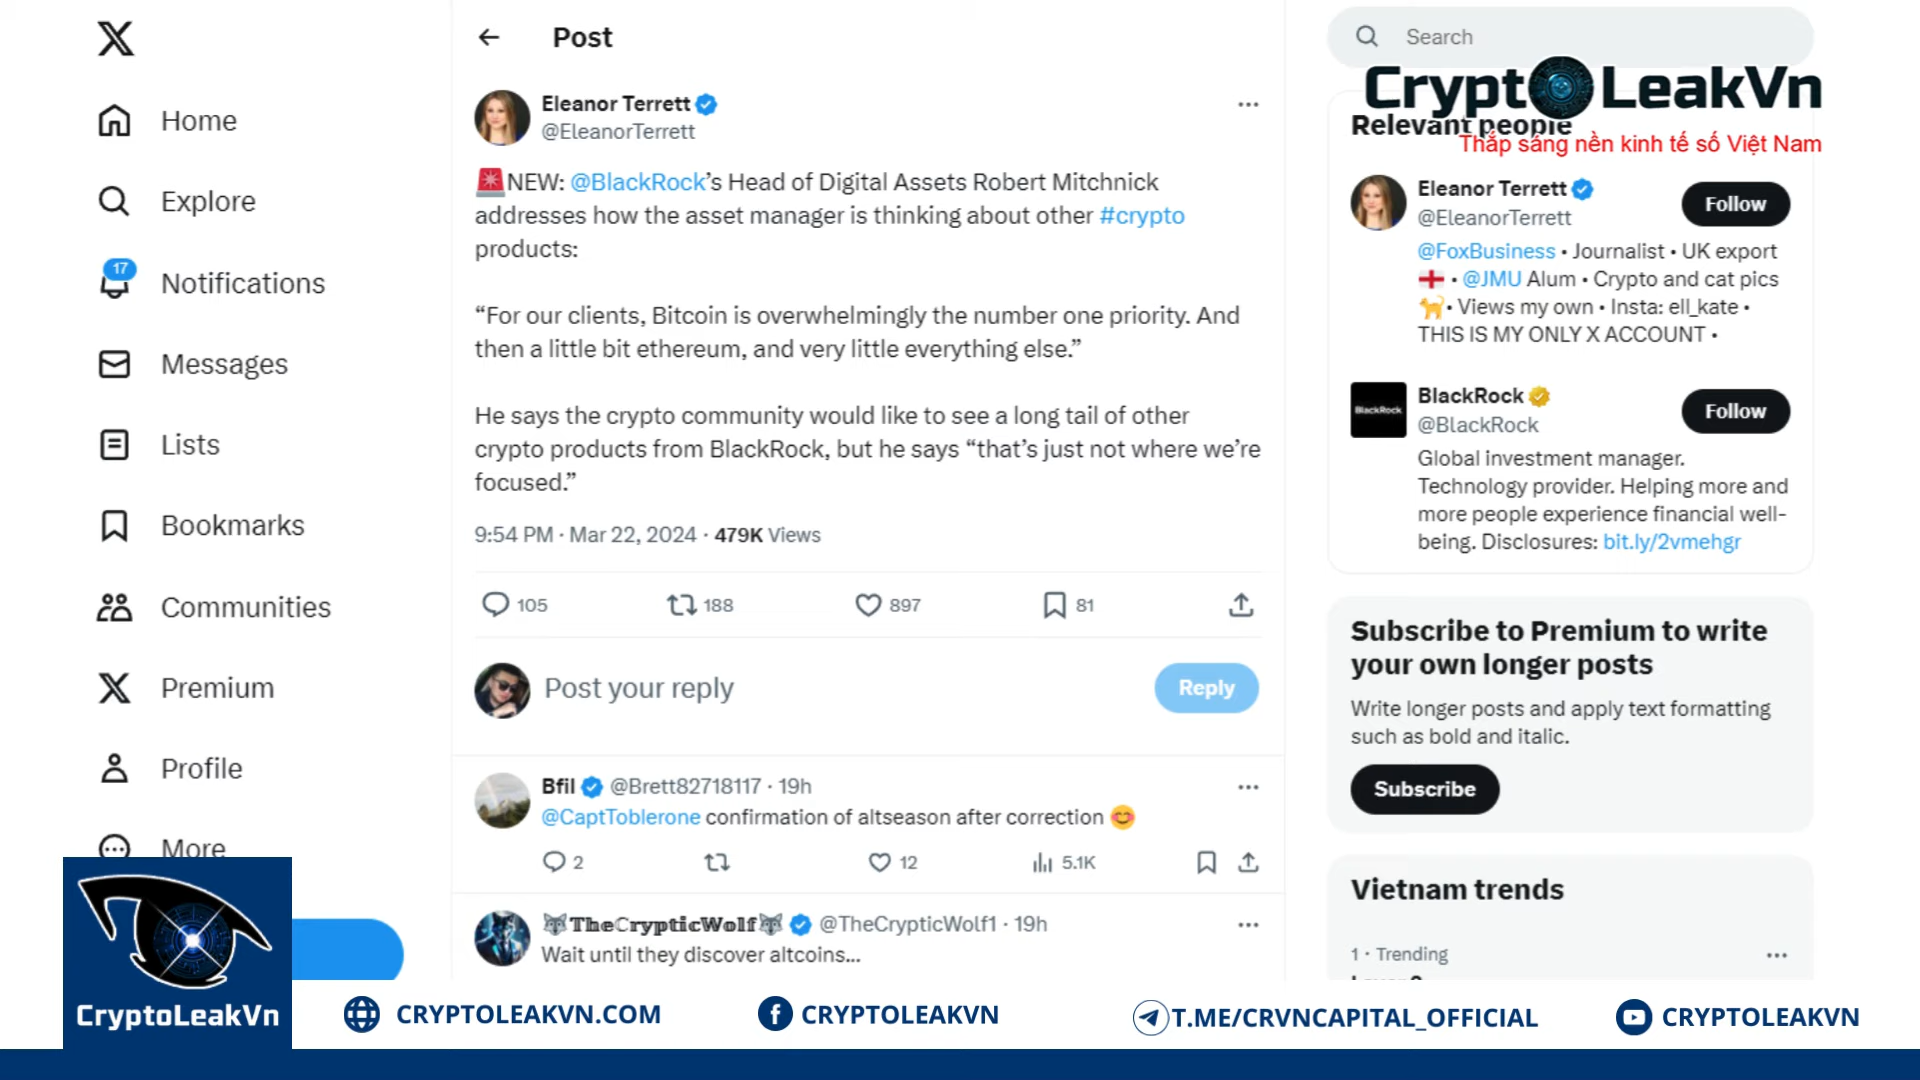 Home
Explore
17
Notifications
Messages
Lists
Bookmarks
Communities
Premium
Profile
More
Post
Eleanor Terrett
@EleanorTerrett
NEW: @BlackRock’s Head of Digital Assets Robert Mitchnick
addresses how the asset manager is thinking about other #crypto
products:
“For our clients, Bitcoin is overwhelmingly the number one priority. And
then a little bit ethereum, and very little everything else.”
He says the crypto community would like to see a long tail of other
crypto products from BlackRock, but he says “that’s just not where we’re
focused.”
9:54 PM · Mar 22, 2024 · 479K Views
105 188 897 81
Post your reply
Reply
Bfil @Brett82718117 · 19h
@CaptToblerone confirmation of altseason after correction 😊
2 12 5.1K
🐺TheCrypticWolf🐺 @TheCrypticWolf1 · 19h
Wait until they discover altcoins...
Search
CryptoLeakVn
Relevant people
Thắp sáng nền kinh tế số Việt Nam
Eleanor Terrett
@EleanorTerrett
Follow
@FoxBusiness • Journalist • UK export
• @JMU Alum • Crypto and cat pics
• Views my own • Insta: ell_kate •
THIS IS MY ONLY X ACCOUNT •
BlackRock
BlackRock
@BlackRock
Follow
Global investment manager.
Technology provider. Helping more and
more people experience financial well-
being. Disclosures: bit.ly/2vmehgr
Subscribe to Premium to write
your own longer posts
Write longer posts and apply text formatting
such as bold and italic.
Subscribe
Vietnam trends
1 · Trending
CryptoLeakVn
CRYPTOLEAKVN.COM
CRYPTOLEAKVN
T.ME/CRVNCAPITAL_OFFICIAL
CRYPTOLEAKVN